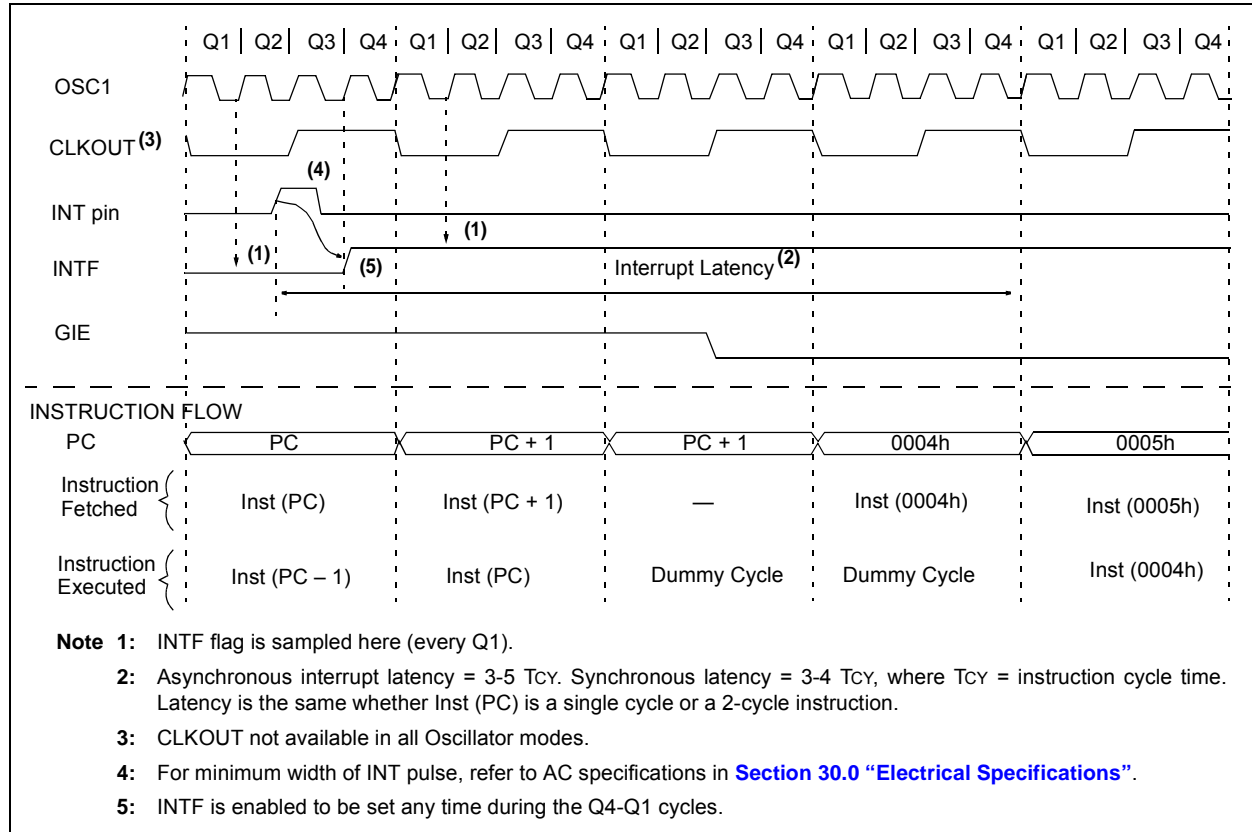 Q1 Q2 Q3 Q4 Q1 Q2 Q3 Q4 Q1 Q2 Q3 Q4 Q1 Q2 Q3 Q4 Q1 Q2 Q3 Q4
OSC1
CLKOUT(3)
(4)
INT pin
(1)
(1)
INTF
(5)
Interrupt Latency(2)
GIE
INSTRUCTION FLOW
PC PC PC + 1 PC + 1 0004h 0005h
Instruction
Fetched
Inst (PC) Inst (PC + 1) — Inst (0004h) Inst (0005h)
Instruction
Executed
Inst (PC – 1) Inst (PC) Dummy Cycle Dummy Cycle Inst (0004h)
Note 1: INTF flag is sampled here (every Q1).
2: Asynchronous interrupt latency = 3-5 TCY. Synchronous latency = 3-4 TCY, where TCY = instruction cycle time.
Latency is the same whether Inst (PC) is a single cycle or a 2-cycle instruction.
3: CLKOUT not available in all Oscillator modes.
4: For minimum width of INT pulse, refer to AC specifications in Section 30.0 “Electrical Specifications”.
5: INTF is enabled to be set any time during the Q4-Q1 cycles.